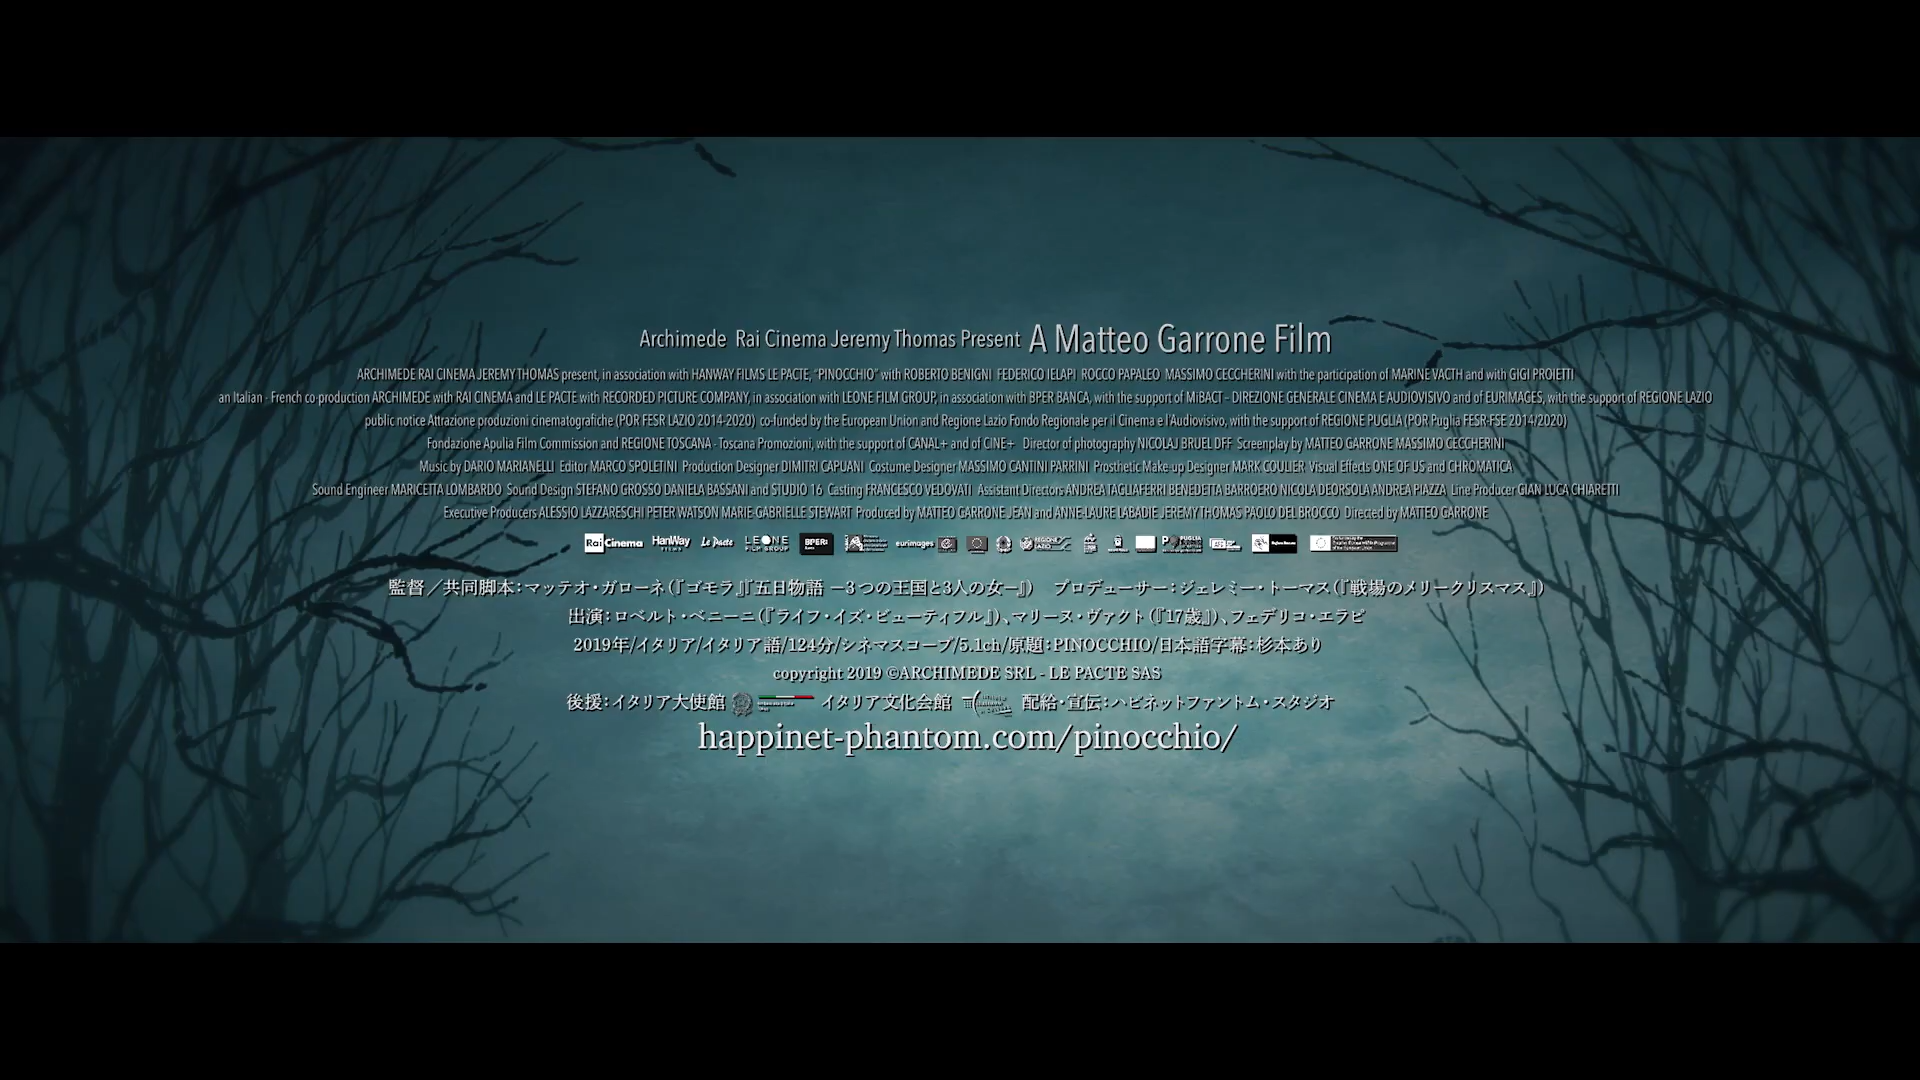 Archimede Rai Cinema Jeremy Thomas Present A Matteo Garrone Film
ARCHIMEDE RAI CINEMA JEREMY THOMAS present, in association with HANWAY FILMS LE PACTE, “PINOCCHIO” with ROBERTO BENIGNI FEDERICO IELAPI ROCCO PAPALEO MASSIMO CECCHERINI with the participation of MARINE VACTH and with GIGI PROIETTI
an Italian - French co-production ARCHIMEDE with RAI CINEMA and LE PACTE with RECORDED PICTURE COMPANY, in association with LEONE FILM GROUP, in association with BPER BANCA, with the support of MiBACT – DIREZIONE GENERALE CINEMA E AUDIOVISIVO and of EURIMAGES, with the support of REGIONE LAZIO
public notice Attrazione produzioni cinematografiche (POR FESR LAZIO 2014-2020) co-funded by the European Union and Regione Lazio Fondo Regionale per il Cinema e l'Audiovisivo, with the support of REGIONE PUGLIA (POR Puglia FESR-FSE 2014/2020)
Fondazione Apulia Film Commission and REGIONE TOSCANA - Toscana Promozioni, with the support of CANAL+ and of CINE+ Director of photography NICOLAJ BRUEL DFF Screenplay by MATTEO GARRONE MASSIMO CECCHERINI
Music by DARIO MARIANELLI Editor MARCO SPOLETINI Production Designer DIMITRI CAPUANI Costume Designer MASSIMO CANTINI PARRINI Prosthetic Make-up Designer MARK COULIER Visual Effects ONE OF US and CHROMATICA
Sound Engineer MARICETTA LOMBARDO Sound Design STEFANO GROSSO DANIELA BASSANI and STUDIO 16 Casting FRANCESCO VEDOVATI Assistant Directors ANDREA TAGLIAFERRI BENEDETTA BARROERO NICOLA DEORSOLA ANDREA PIAZZA Line Producer GIAN LUCA CHIARETTI
Executive Producers ALESSIO LAZZARESCHI PETER WATSON MARIE-GABRIELLE STEWART Produced by MATTEO GARRONE JEAN and ANNE-LAURE LABADIE JEREMY THOMAS PAOLO DEL BROCCO Directed by MATTEO GARRONE
Rai Cinema HanWay FILMS Le Pacte LEONE FILM GROUP BPER: eurimages REGIONE LAZIO PUGLIA
監督／共同脚本：マッテオ・ガローネ（『ゴモラ』『五日物語 －3つの王国と3人の女－』） プロデューサー：ジェレミー・トーマス（『戦場のメリークリスマス』）
出演：ロベルト・ベニーニ（『ライフ・イズ・ビューティフル』）、マリーヌ・ヴァクト（『17歳』）、フェデリコ・エラピ
2019年/イタリア/イタリア語/124分/シネマスコープ/5.1ch/原題：PINOCCHIO/日本語字幕：杉本あり
copyright 2019 ©ARCHIMEDE SRL - LE PACTE SAS
後援：イタリア大使館 イタリア文化会館 配給・宣伝：ハピネットファントム・スタジオ
happinet-phantom.com/pinocchio/